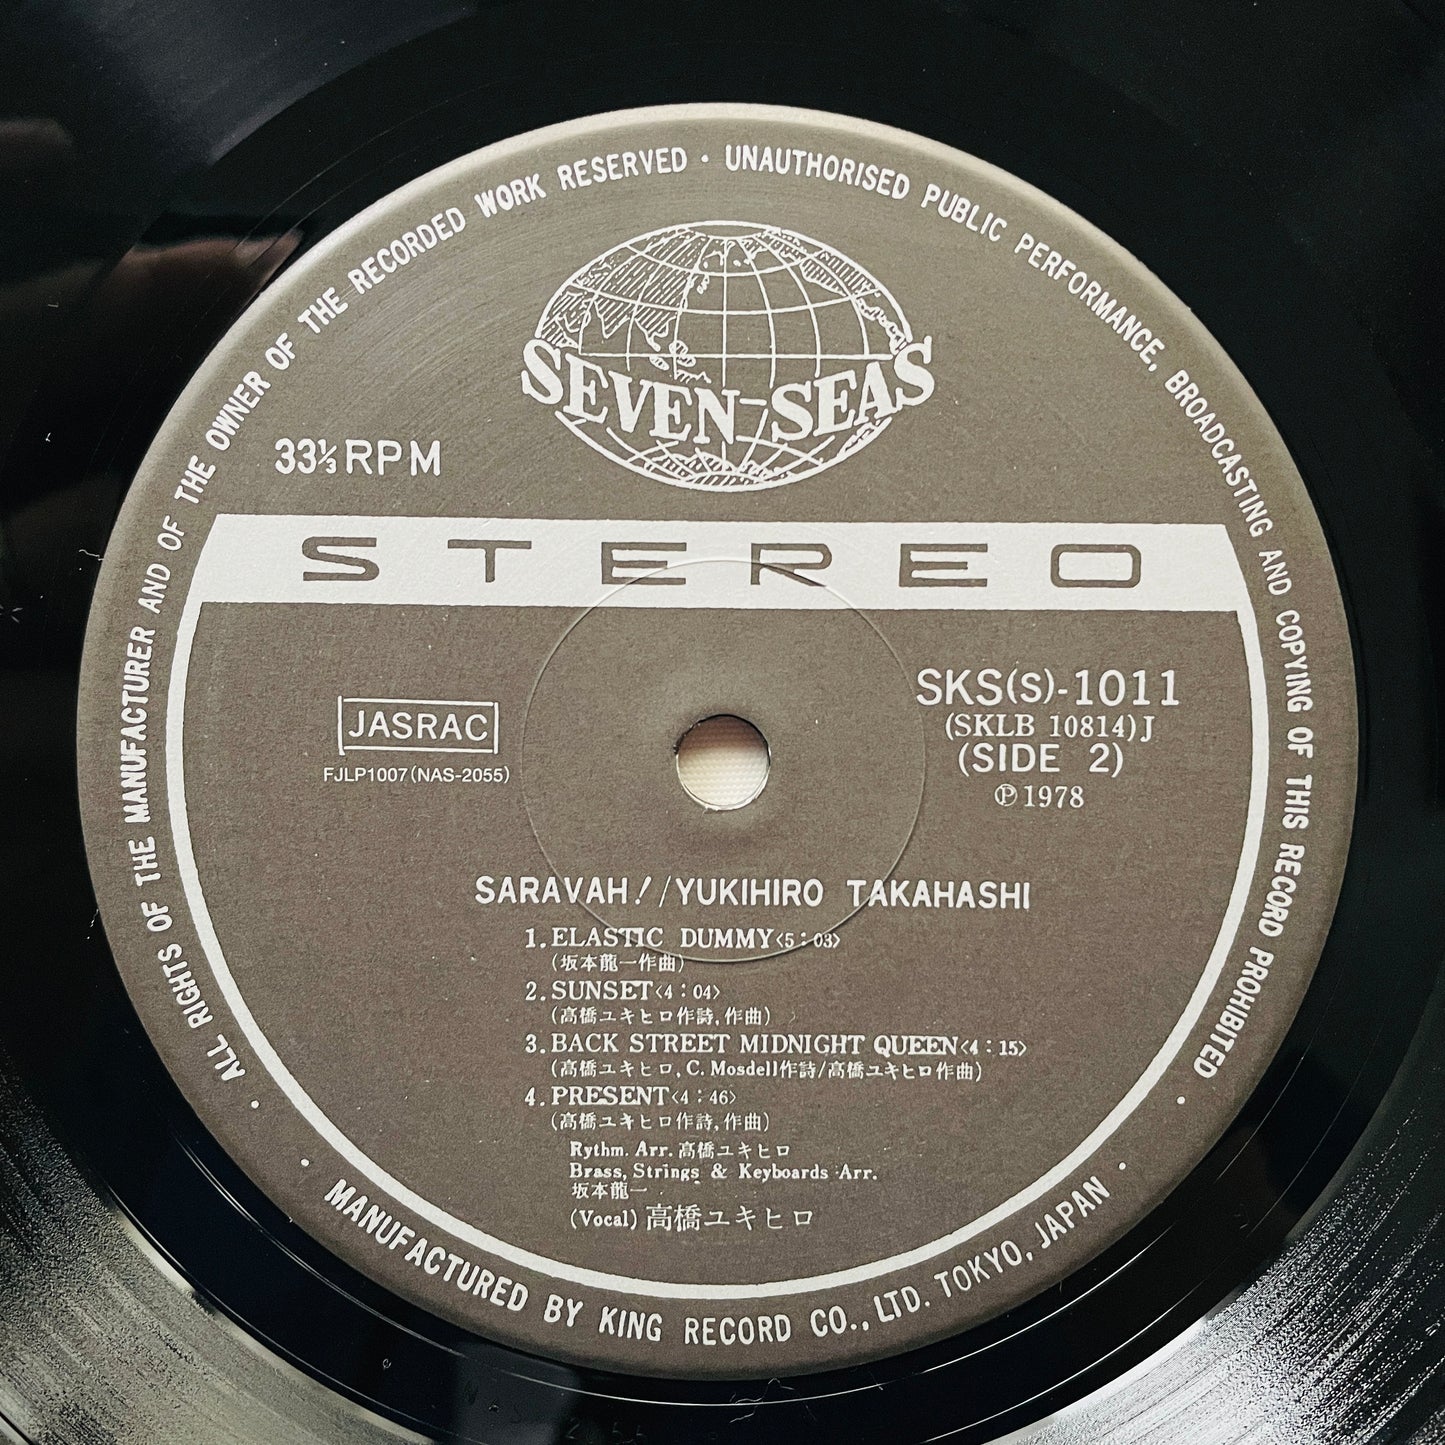 ALL RIGHTS OF THE MANUFACTURER AND OF THE OWNER OF THE RECORDED WORK RESERVED · UNAUTHORISED PUBLIC PERFORMANCE, BROADCASTING AND COPYING OF THIS RECORD PROHIBITED
SEVEN SEAS
33⅓ RPM
STEREO
JASRAC
FJLP1007(NAS-2055)
SKS(S)-1011
(SKLB 10814)J
(SIDE 2)
℗1978
SARAVAH!/YUKIHIRO TAKAHASHI
1. ELASTIC DUMMY<5:03>
(坂本龍一作曲)
2. SUNSET<4:04>
(高橋ユキヒロ作詩,作曲)
3. BACK STREET MIDNIGHT QUEEN<4:15>
(高橋ユキヒロ, C. Mosdell作詩/高橋ユキヒロ作曲)
4. PRESENT<4:46>
(高橋ユキヒロ作詩,作曲)
Rythm. Arr. 高橋ユキヒロ
Brass, Strings & Keyboards Arr.
坂本龍一
(Vocal) 高橋ユキヒロ
· MANUFACTURED BY KING RECORD CO., LTD. TOKYO, JAPAN ·